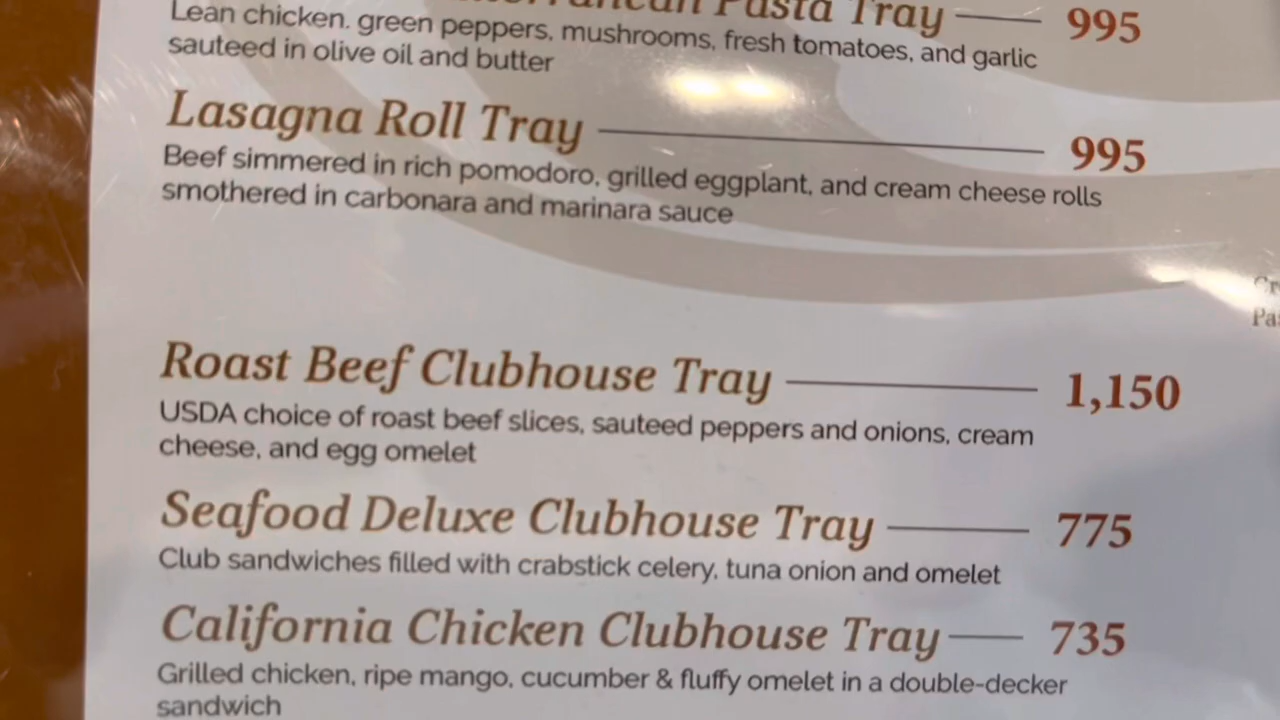 Pasta Tray 995
Lean chicken. green peppers, mushrooms, fresh tomatoes, and garlic
sauteed in olive oil and butter
Lasagna Roll Tray 995
Beef simmered in rich pomodoro, grilled eggplant, and cream cheese rolls
smothered in carbonara and marinara sauce
Roast Beef Clubhouse Tray 1,150
USDA choice of roast beef slices, sauteed peppers and onions, cream
cheese, and egg omelet
Seafood Deluxe Clubhouse Tray 775
Club sandwiches filled with crabstick celery, tuna onion and omelet
California Chicken Clubhouse Tray 735
Grilled chicken, ripe mango, cucumber & fluffy omelet in a double-decker
sandwich